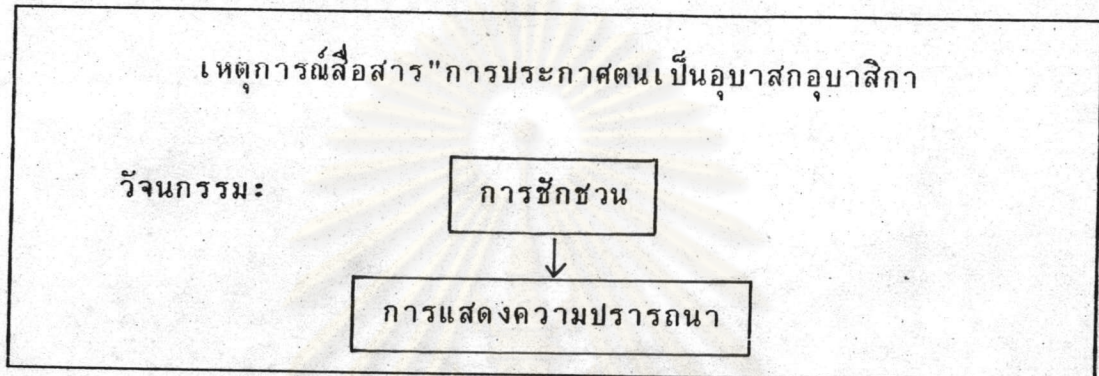 เหตุการณ์สื่อสาร"การประกาศตนเป็นอุบาสกอุบาสิกา
วัจนกรรม: การชักชวน
การแสดงความปรารถนา